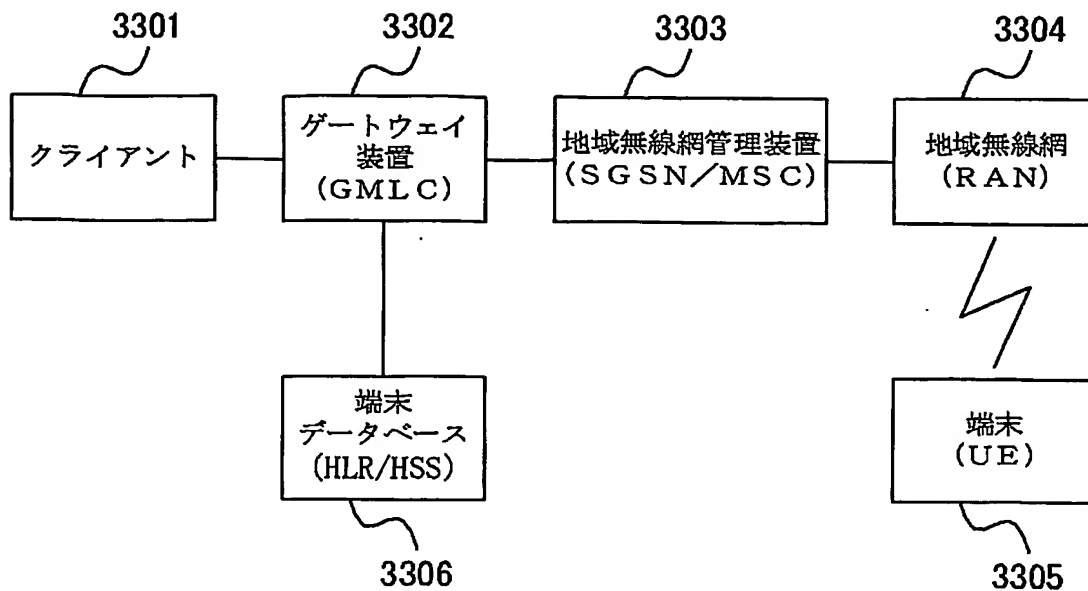 3301
3302
3303
3304
クライアント
ゲートウェイ
装置
(GMLC)
地域無線網管理装置
(SGSN/MSC)
地域無線網
(RAN)
端末
データベース
(HLR/HSS)
端末
(UE)
3306
3305